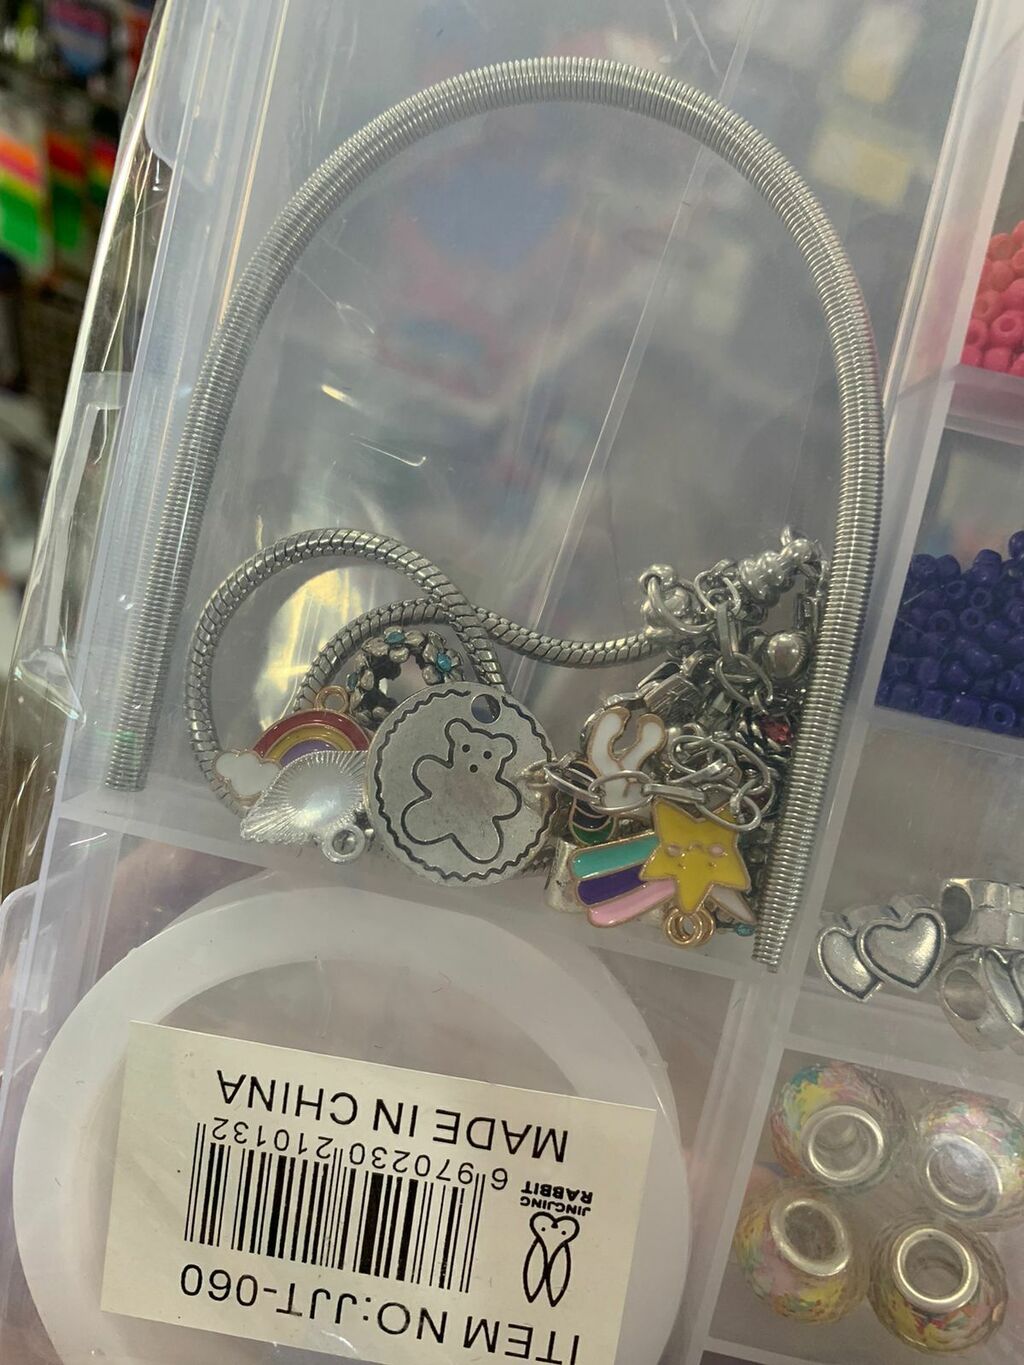 ITEM NO:JJT-060
JINGJING
RABBIT
6 970230 210132
MADE IN CHINA